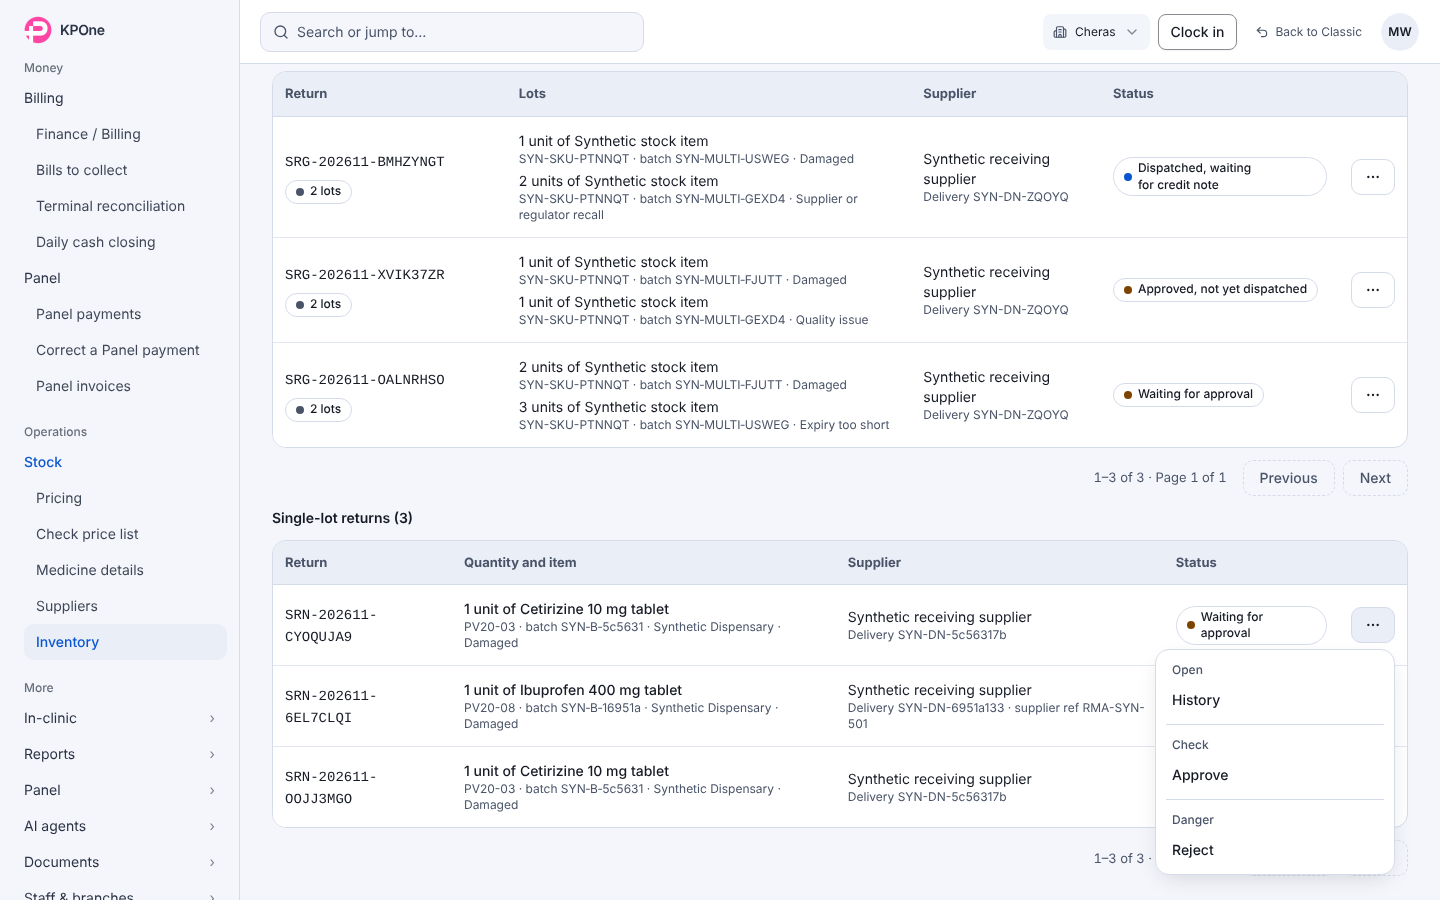 KPOne
Search or jump to...
Cheras
Clock in
Back to Classic
MW
Money
Billing
Finance / Billing
Bills to collect
Terminal reconciliation
Daily cash closing
Panel
Panel payments
Correct a Panel payment
Panel invoices
Operations
Stock
Pricing
Check price list
Medicine details
Suppliers
Inventory
More
In-clinic
Reports
Panel
AI agents
Documents
Staff & branches
Return
Lots
Supplier
Status
SRG-202611-BMHZYNGT
2 lots
1 unit of Synthetic stock item
SYN-SKU-PTNNQT · batch SYN-MULTI-USWEG · Damaged
2 units of Synthetic stock item
SYN-SKU-PTNNQT · batch SYN-MULTI-GEXD4 · Supplier or
regulator recall
Synthetic receiving
supplier
Delivery SYN-DN-ZQOYQ
Dispatched, waiting
for credit note
SRG-202611-XVIK37ZR
2 lots
1 unit of Synthetic stock item
SYN-SKU-PTNNQT · batch SYN-MULTI-FJUTT · Damaged
1 unit of Synthetic stock item
SYN-SKU-PTNNQT · batch SYN-MULTI-GEXD4 · Quality issue
Synthetic receiving
supplier
Delivery SYN-DN-ZQOYQ
Approved, not yet dispatched
SRG-202611-OALNRHSO
2 lots
2 units of Synthetic stock item
SYN-SKU-PTNNQT · batch SYN-MULTI-FJUTT · Damaged
3 units of Synthetic stock item
SYN-SKU-PTNNQT · batch SYN-MULTI-USWEG · Expiry too short
Synthetic receiving
supplier
Delivery SYN-DN-ZQOYQ
Waiting for approval
1–3 of 3 · Page 1 of 1
Previous
Next
Single-lot returns (3)
Return
Quantity and item
Supplier
Status
SRN-202611-
CYOQUJA9
1 unit of Cetirizine 10 mg tablet
PV20-03 · batch SYN-B-5c5631 · Synthetic Dispensary ·
Damaged
Synthetic receiving supplier
Delivery SYN-DN-5c56317b
Waiting for
approval
SRN-202611-
6EL7CLQI
1 unit of Ibuprofen 400 mg tablet
PV20-08 · batch SYN-B-16951a · Synthetic Dispensary ·
Damaged
Synthetic receiving supplier
Delivery SYN-DN-6951a133 · supplier ref RMA-SYN-
501
SRN-202611-
OOJJ3MGO
1 unit of Cetirizine 10 mg tablet
PV20-03 · batch SYN-B-5c5631 · Synthetic Dispensary ·
Damaged
Synthetic receiving supplier
Delivery SYN-DN-5c56317b
Open
History
Check
Approve
Danger
Reject
1–3 of 3 ·